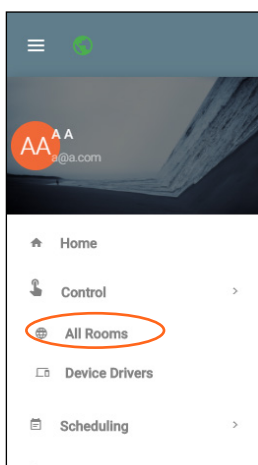 A A
AA
a@a.com
Home
Control
All Rooms
Device Drivers
Scheduling